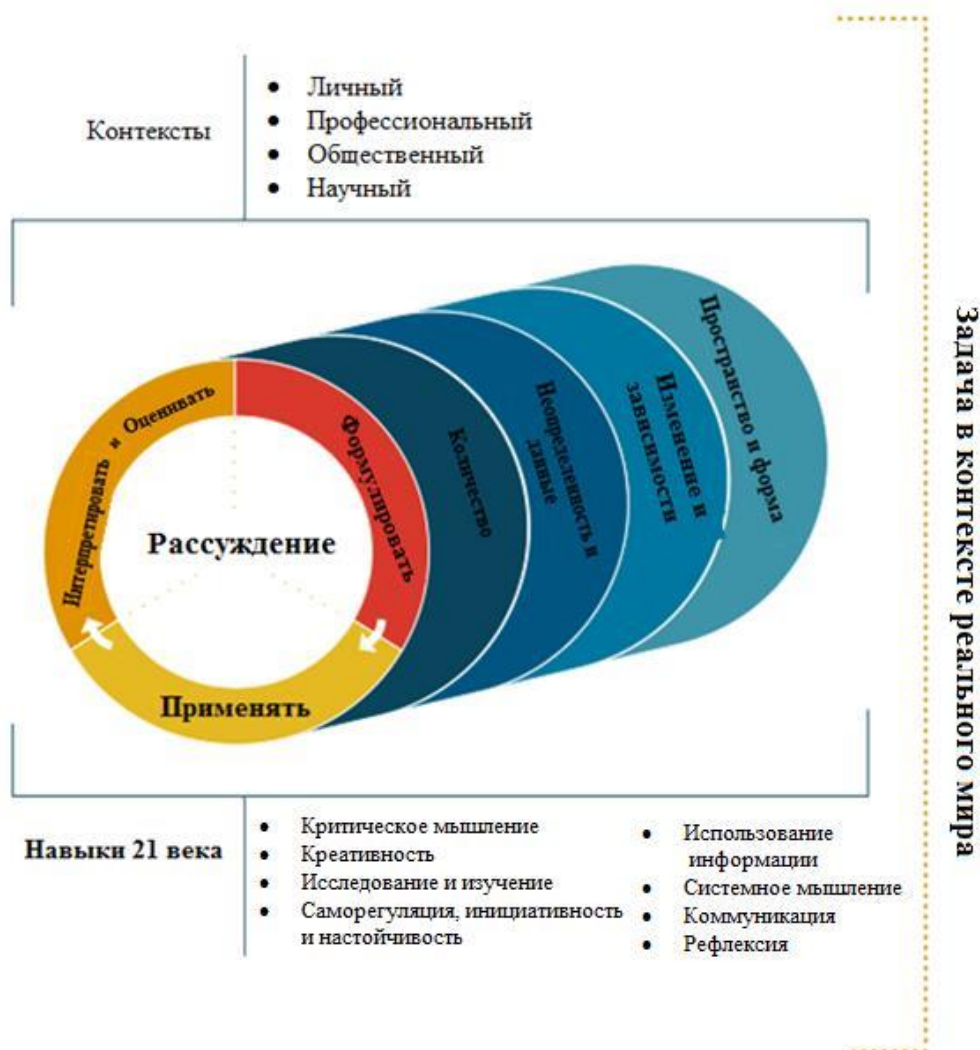 Контексты
• Личный
• Профессиональный
• Общественный
• Научный
Интерпретировать и Оценивать
Формулировать
Применять
Рассуждение
Количество
Неопределенность и
данные
Изменение и
зависимости
Пространство и форма
Навыки 21 века
• Критическое мышление
• Креативность
• Исследование и изучение
• Саморегуляция, инициативность
и настойчивость
• Использование
информации
• Системное мышление
• Коммуникация
• Рефлексия
Задача в контексте реального мира